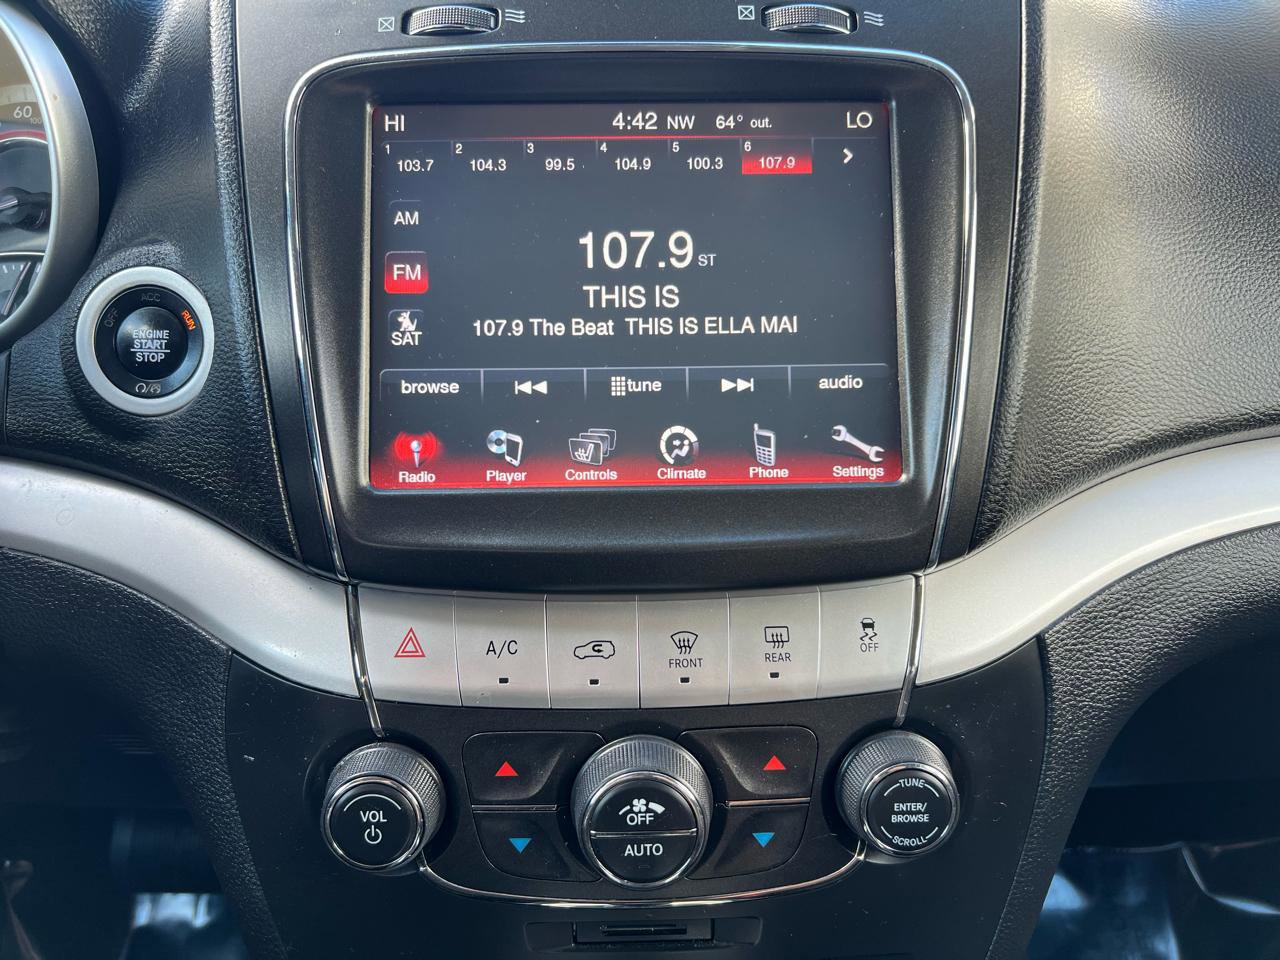 HI 4:42 NW 64° out. LO
1 103.7 2 104.3 3 99.5 4 104.9 5 100.3 6 107.9
AM
107.9 ST
FM
THIS IS
107.9 The Beat THIS IS ELLA MAI
SAT
browse tune audio
Radio Player Controls Climate Phone Settings
60
100
ACC
OFF
RUN
ENGINE
START
STOP
A/C
FRONT
REAR
OFF
VOL
OFF
AUTO
TUNE
ENTER/
BROWSE
SCROLL